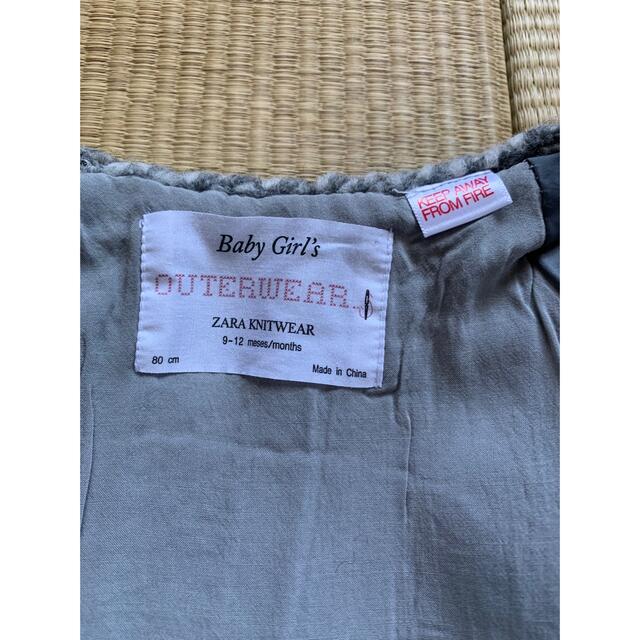 Baby Girl's
OUTERWEAR
ZARA KNITWEAR
9-12 meses/months
80 cm
Made in China
KEEP AWAY
FROM FIRE